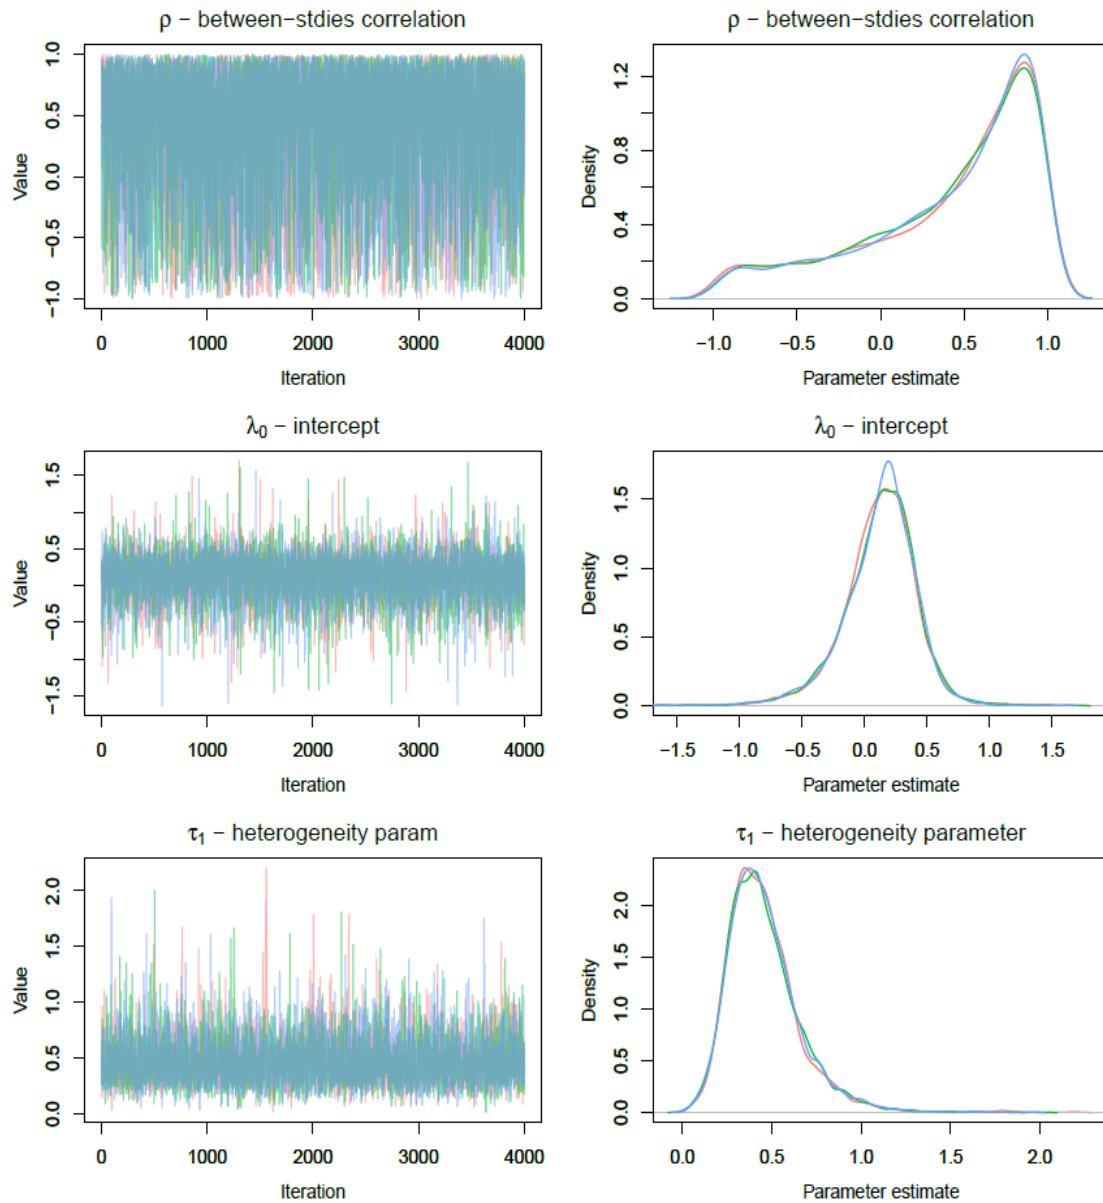 ρ − between−stdies correlation
Value
1.0
0.5
0.0
−0.5
−1.0
0 1000 2000 3000 4000
Iteration
ρ − between−stdies correlation
Density
1.2
0.8
0.4
0.0
−1.0 −0.5 0.0 0.5 1.0
Parameter estimate
λ0 − intercept
Value
1.5
0.5
−0.5
−1.5
0 1000 2000 3000 4000
Iteration
λ0 − intercept
Density
1.5
1.0
0.5
0.0
−1.5 −1.0 −0.5 0.0 0.5 1.0 1.5
Parameter estimate
τ1 − heterogeneity param
Value
2.0
1.5
1.0
0.5
0.0
0 1000 2000 3000 4000
Iteration
τ1 − heterogeneity parameter
Density
2.0
1.5
1.0
0.5
0.0
0.0 0.5 1.0 1.5 2.0
Parameter estimate